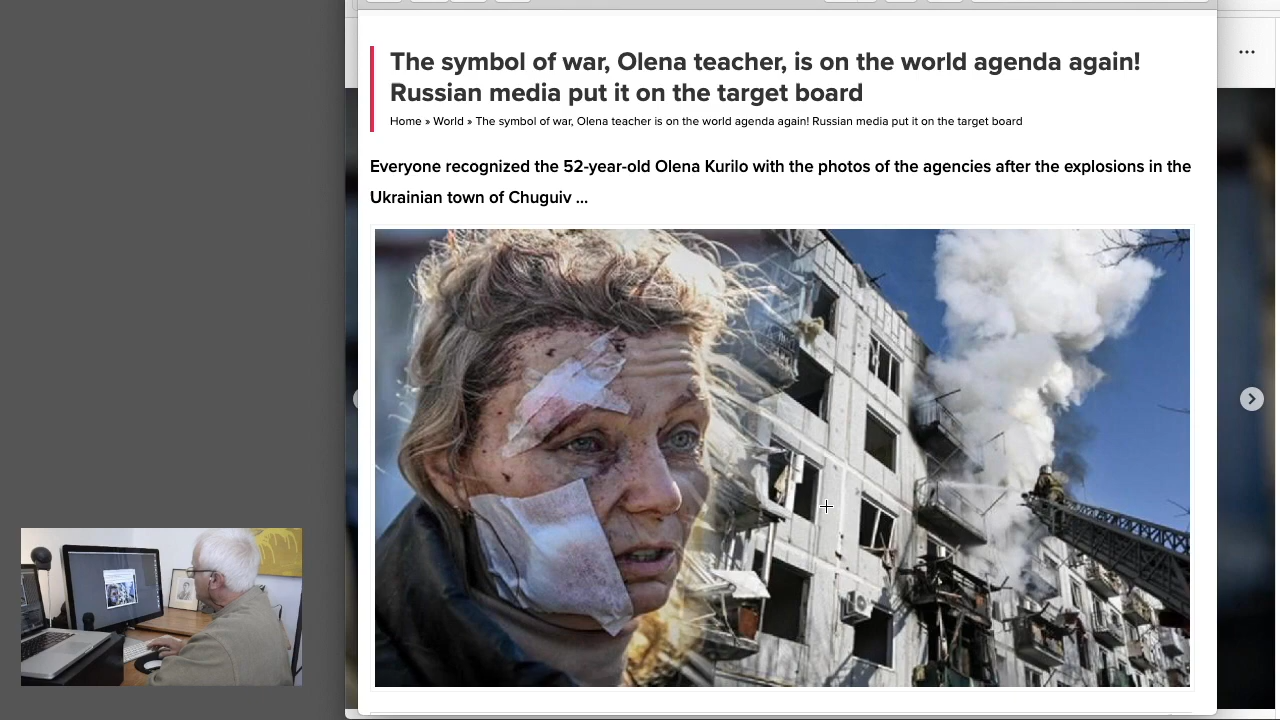 The symbol of war, Olena teacher, is on the world agenda again!
Russian media put it on the target board
Home » World » The symbol of war, Olena teacher is on the world agenda again! Russian media put it on the target board
Everyone recognized the 52-year-old Olena Kurilo with the photos of the agencies after the explosions in the
Ukrainian town of Chuguiv ...